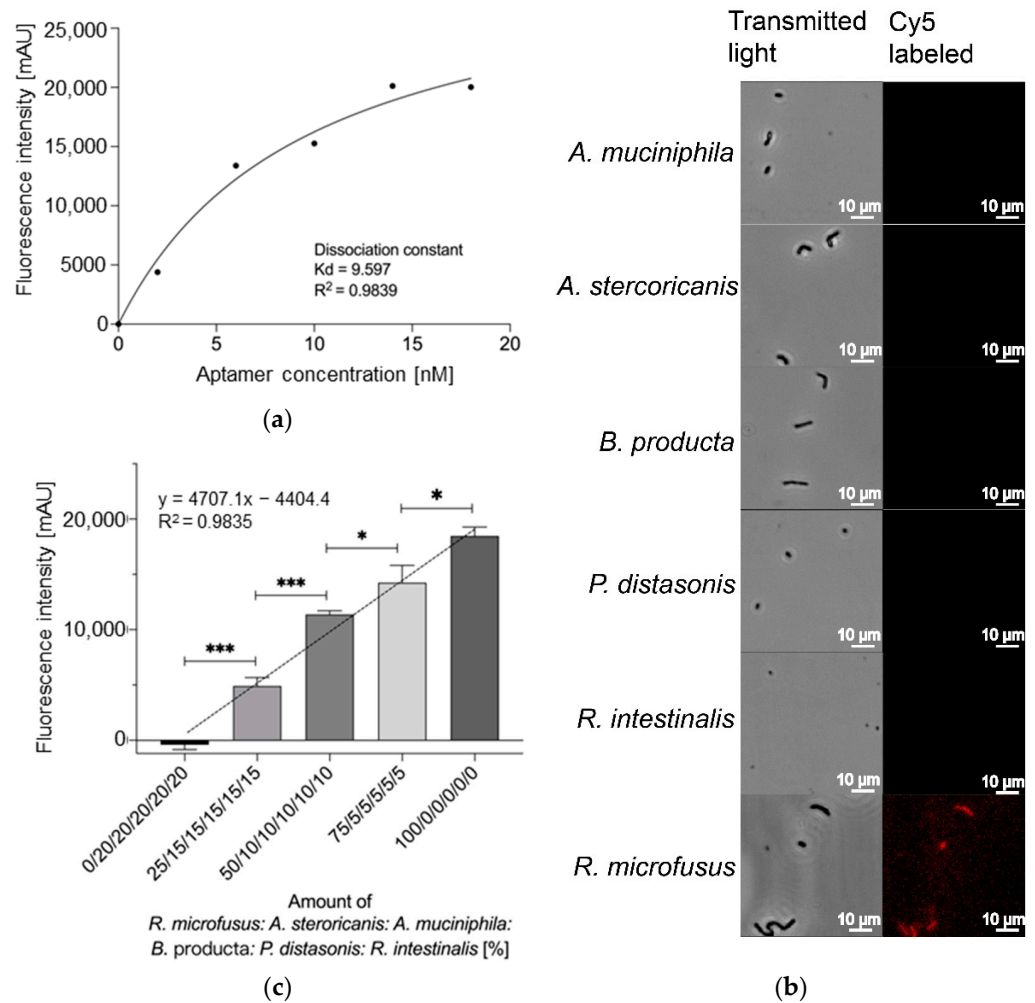 25,000
20,000
15,000
10,000
5000
0
Fluorescence intensity [mAU]
Dissociation constant
Kd = 9.597
R² = 0.9839
0 5 10 15 20
Aptamer concentration [nM]
(a)
Transmitted light
Cy5 labeled
A. muciniphila
10 µm 10 µm
A. stercoricanis
10 µm 10 µm
B. producta
10 µm 10 µm
P. distasonis
10 µm 10 µm
R. intestinalis
10 µm 10 µm
R. microfusus
10 µm 10 µm
(b)
Fluorescence intensity [mAU]
20,000
10,000
0
y = 4707.1x − 4404.4
R² = 0.9835
***
***
*
*
0/20/20/20/20/20
25/15/15/15/15/15
50/10/10/10/10/10
75/5/5/5/5/5
100/0/0/0/0/0
Amount of
R. microfusus: A. steroricanis: A. muciniphila:
B. producta: P. distasonis: R. intestinalis [%]
(c)